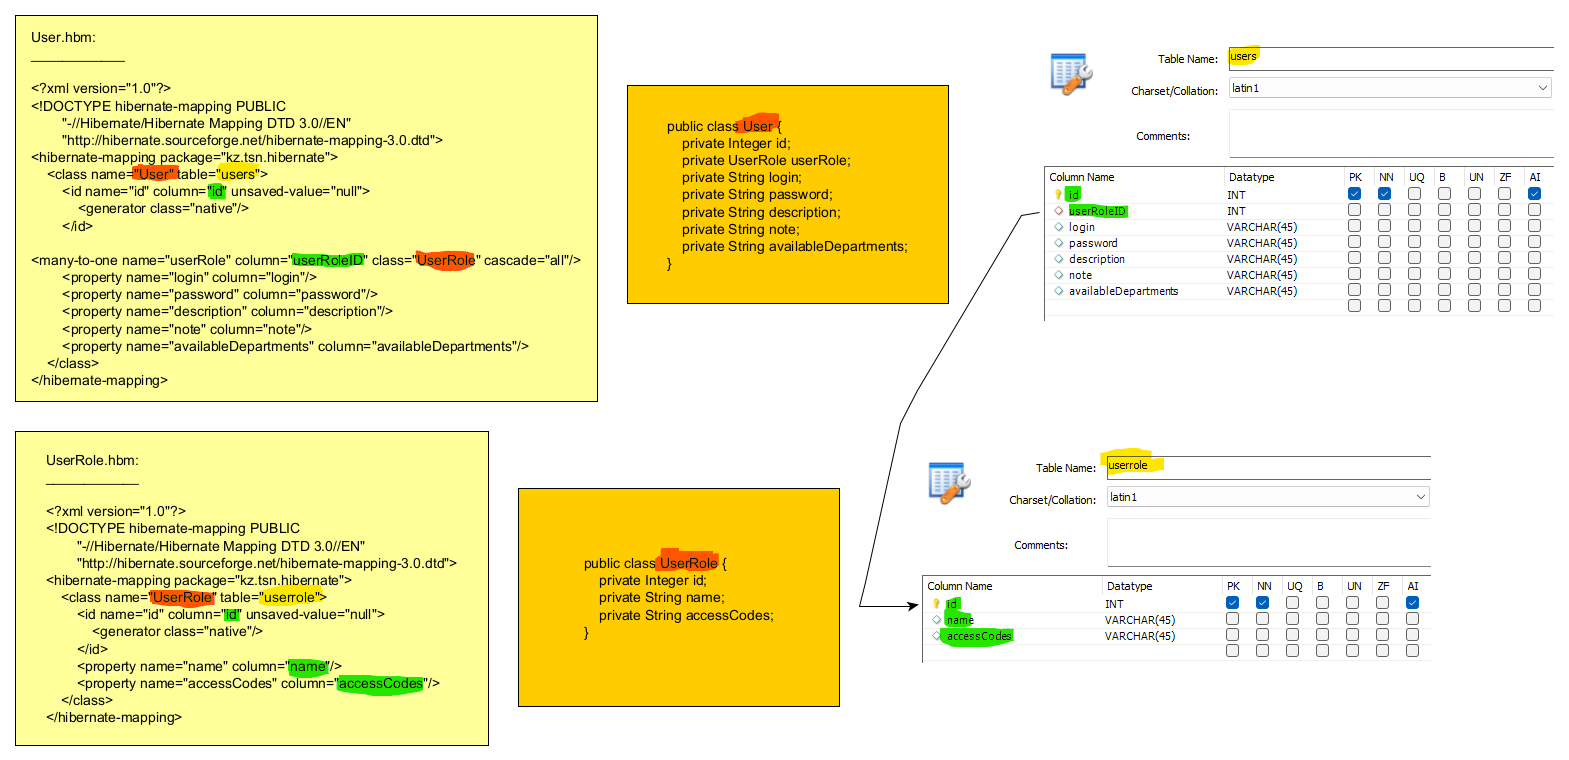 User.hbm:
____________
<?xml version="1.0"?>
<!DOCTYPE hibernate-mapping PUBLIC
"-//Hibernate/Hibernate Mapping DTD 3.0//EN"
"http://hibernate.sourceforge.net/hibernate-mapping-3.0.dtd">
<hibernate-mapping package="kz.tsn.hibernate">
<class name="User" table="users">
<id name="id" column="id" unsaved-value="null">
<generator class="native"/>
</id>
<many-to-one name="userRole" column="userRoleID" class="UserRole" cascade="all"/>
<property name="login" column="login"/>
<property name="password" column="password"/>
<property name="description" column="description"/>
<property name="note" column="note"/>
<property name="availableDepartments" column="availableDepartments"/>
</class>
</hibernate-mapping>
public class User {
private Integer id;
private UserRole userRole;
private String login;
private String password;
private String description;
private String note;
private String availableDepartments;
}
Table Name: users
Charset/Collation: latin1
Comments:
Column Name Datatype PK NN UQ B UN ZF AI
id INT
userRoleID INT
login VARCHAR(45)
password VARCHAR(45)
description VARCHAR(45)
note VARCHAR(45)
availableDepartments VARCHAR(45)
UserRole.hbm:
____________
<?xml version="1.0"?>
<!DOCTYPE hibernate-mapping PUBLIC
"-//Hibernate/Hibernate Mapping DTD 3.0//EN"
"http://hibernate.sourceforge.net/hibernate-mapping-3.0.dtd">
<hibernate-mapping package="kz.tsn.hibernate">
<class name="UserRole" table="userrole">
<id name="id" column="id" unsaved-value="null">
<generator class="native"/>
</id>
<property name="name" column="name"/>
<property name="accessCodes" column="accessCodes"/>
</class>
</hibernate-mapping>
public class UserRole {
private Integer id;
private String name;
private String accessCodes;
}
Table Name: userrole
Charset/Collation: latin1
Comments:
Column Name Datatype PK NN UQ B UN ZF AI
id INT
name VARCHAR(45)
accessCodes VARCHAR(45)